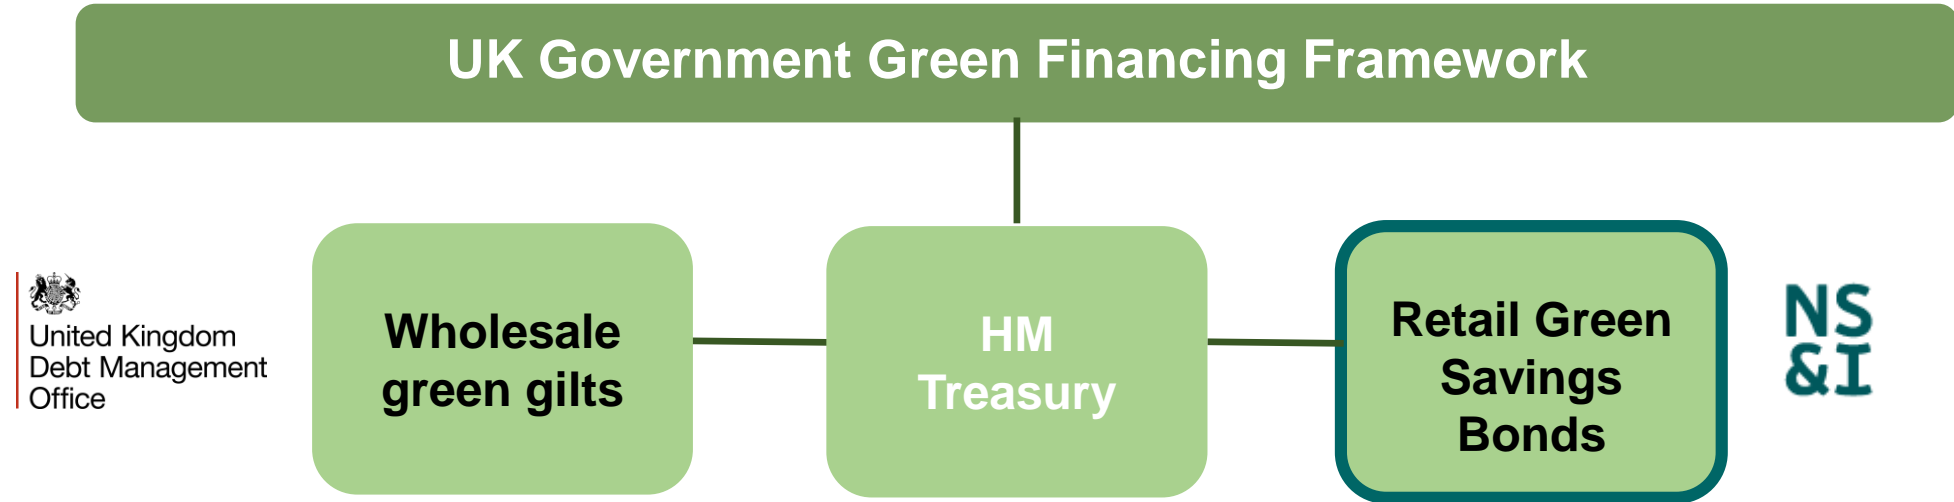 UK Government Green Financing Framework
United Kingdom
Debt Management
Office
Wholesale
green gilts
HM
Treasury
Retail Green
Savings
Bonds
NS
&I